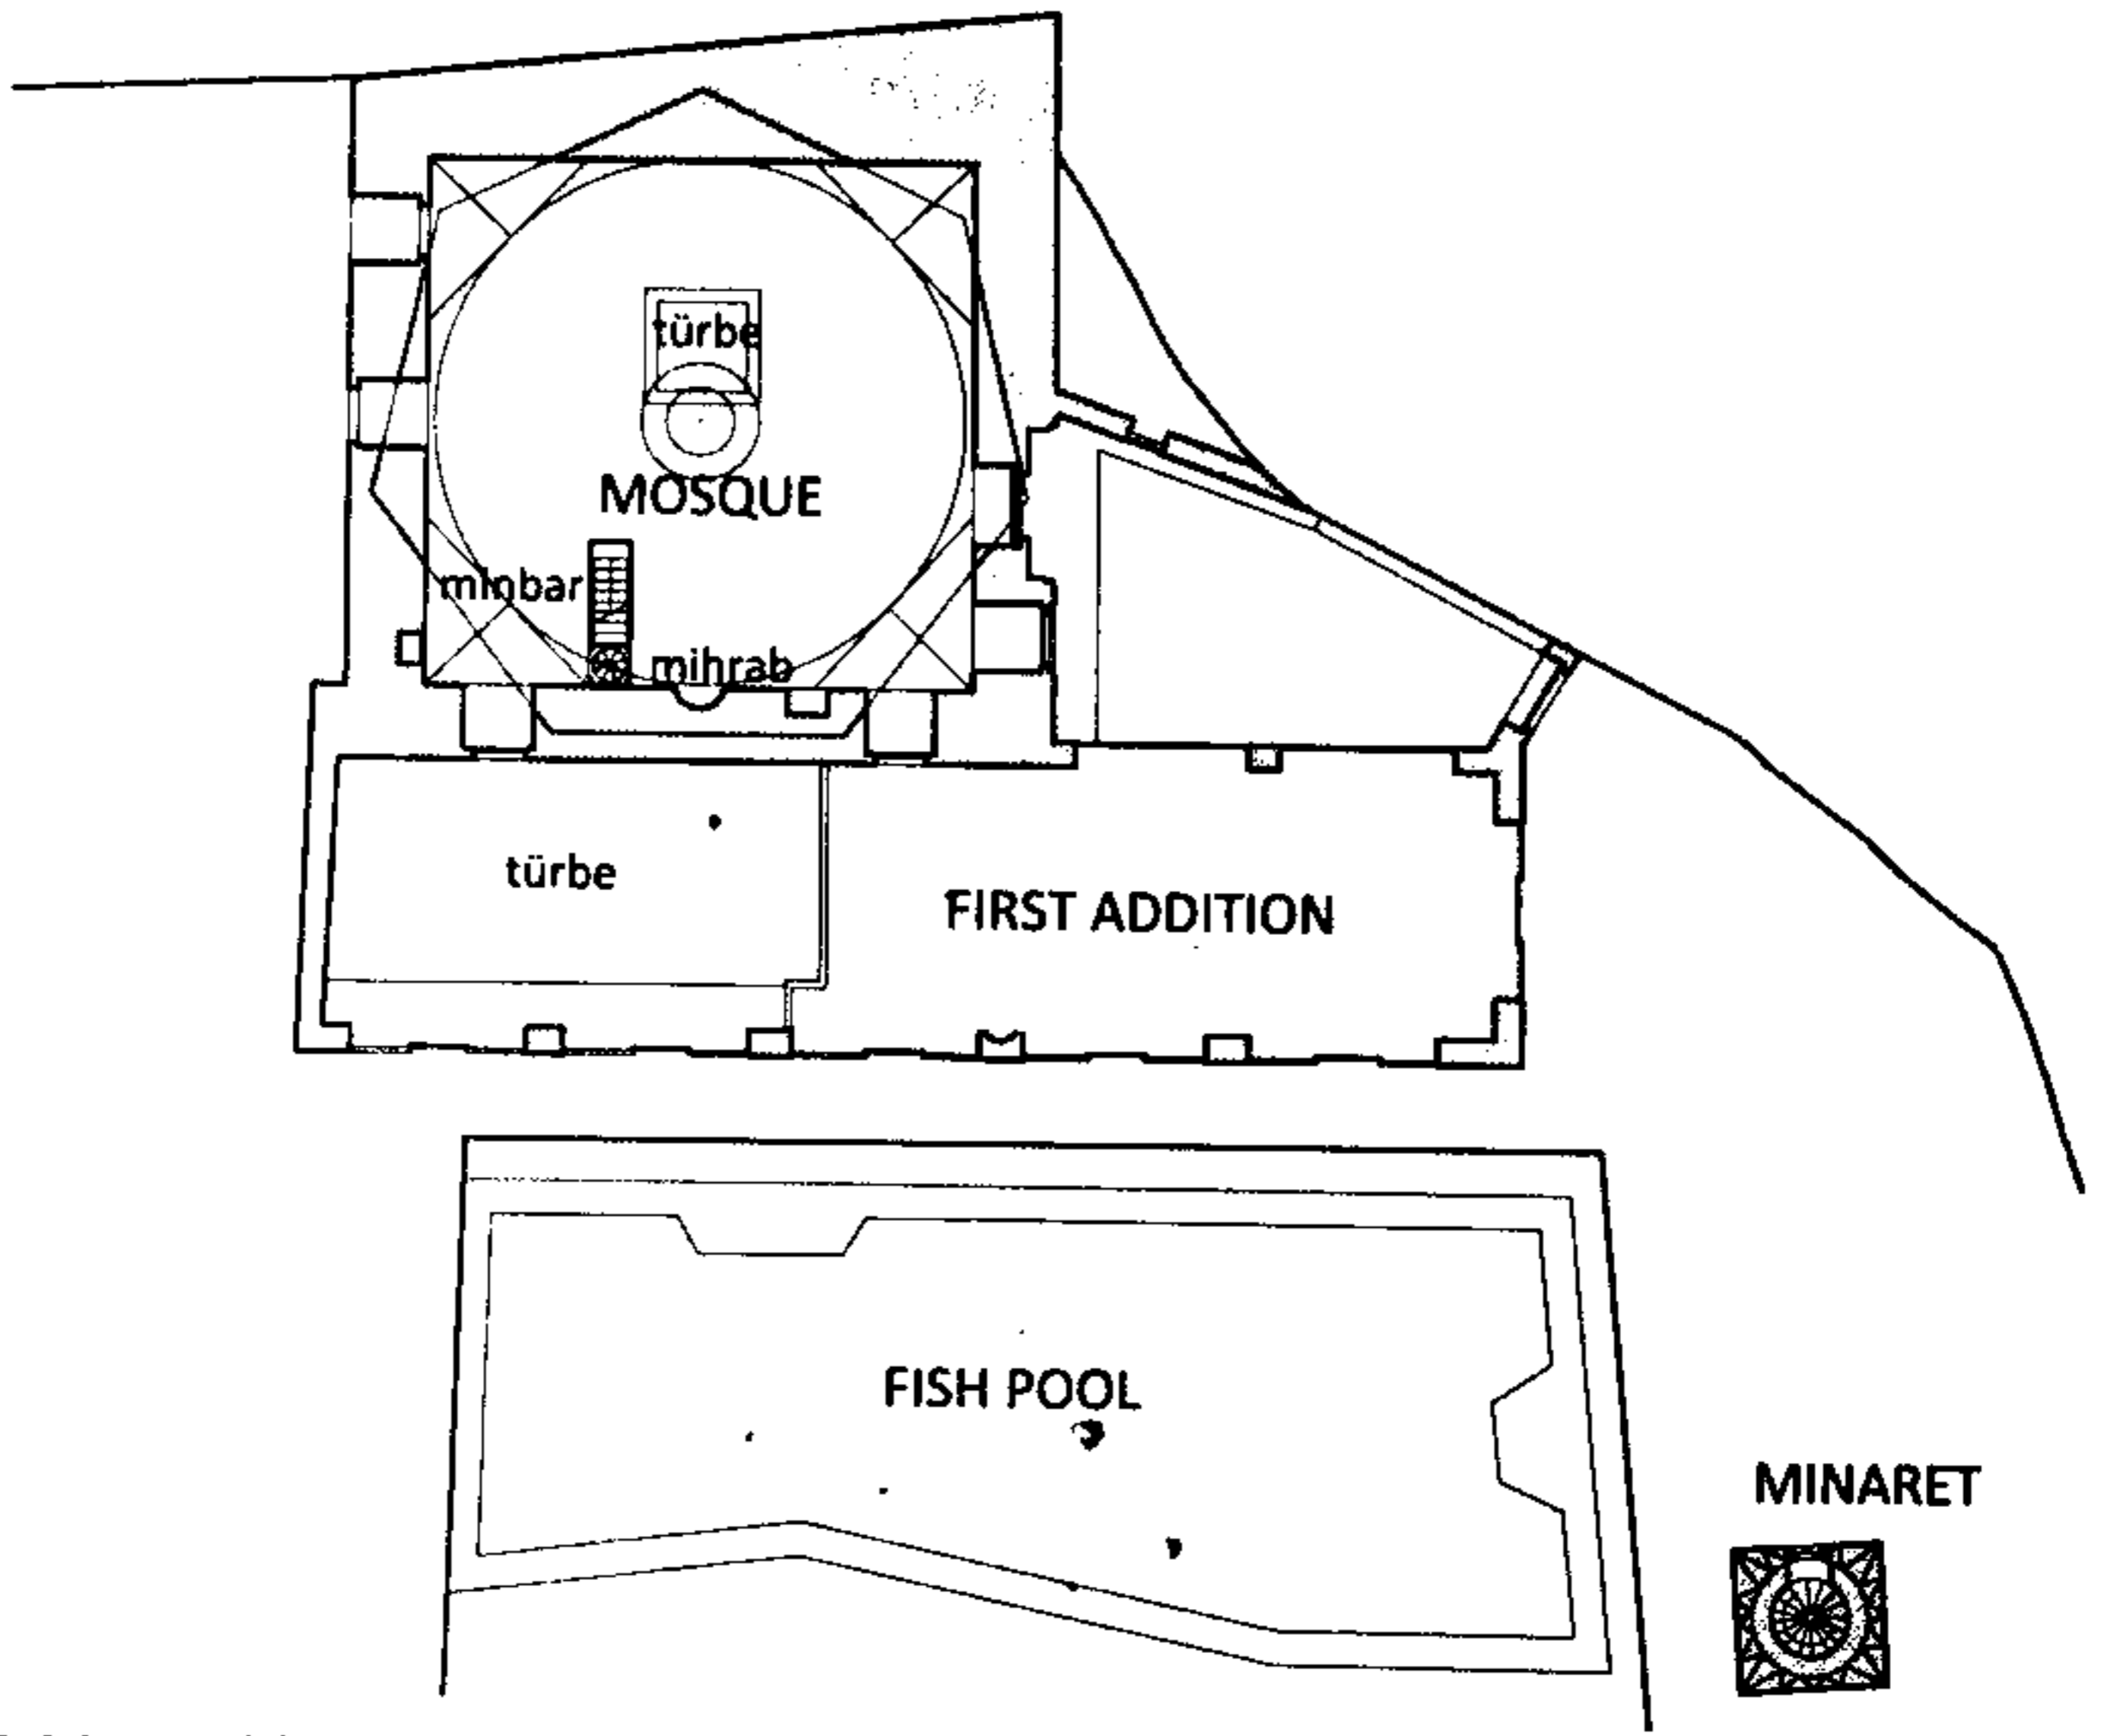 türbe
MOSQUE
minbar
mihrab
türbe
FIRST ADDITION
FISH POOL
MINARET